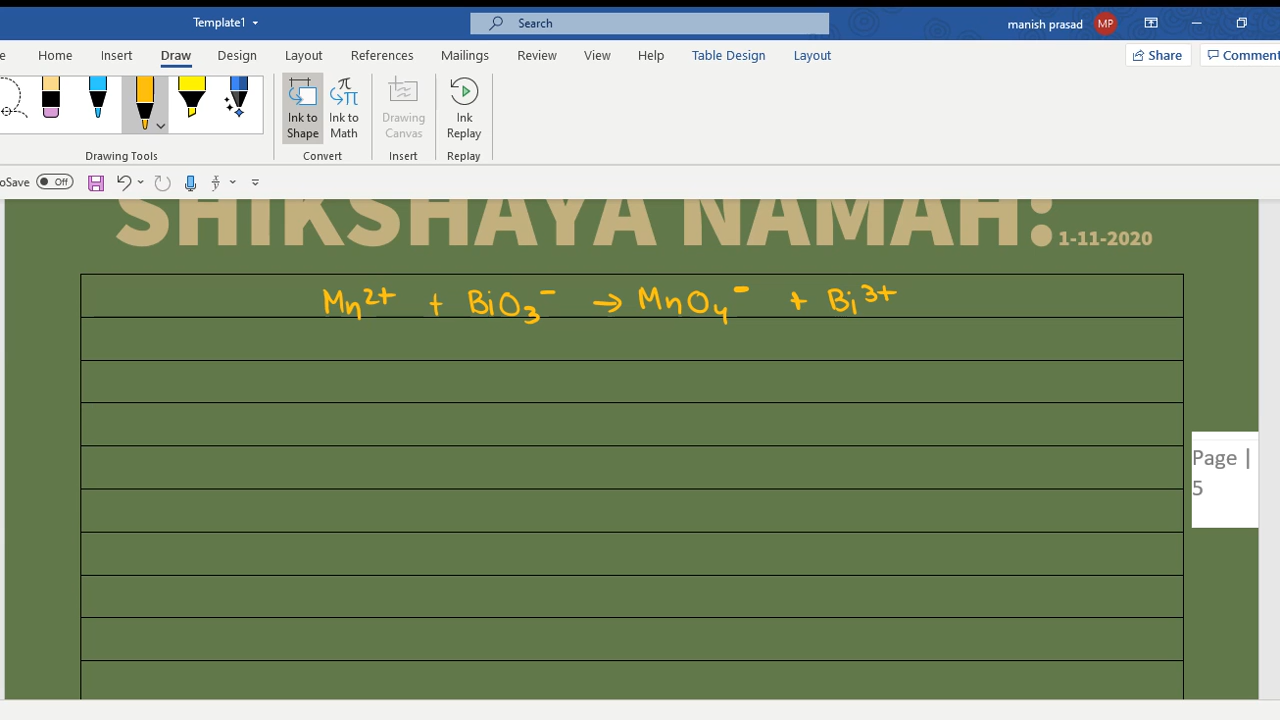 Template1
Search
manish prasad MP
Home Insert Draw Design Layout References Mailings Review View Help Table Design Layout Share Comment
Ink to Shape
Ink to Math
Drawing Canvas
Ink Replay
Drawing Tools Convert Insert Replay
oSave Off
SHIKSHAYA NAMAH: 1-11-2020
Mn²⁺ + BiO₃⁻ → MnO₄⁻ + Bi³⁺
Page |
5